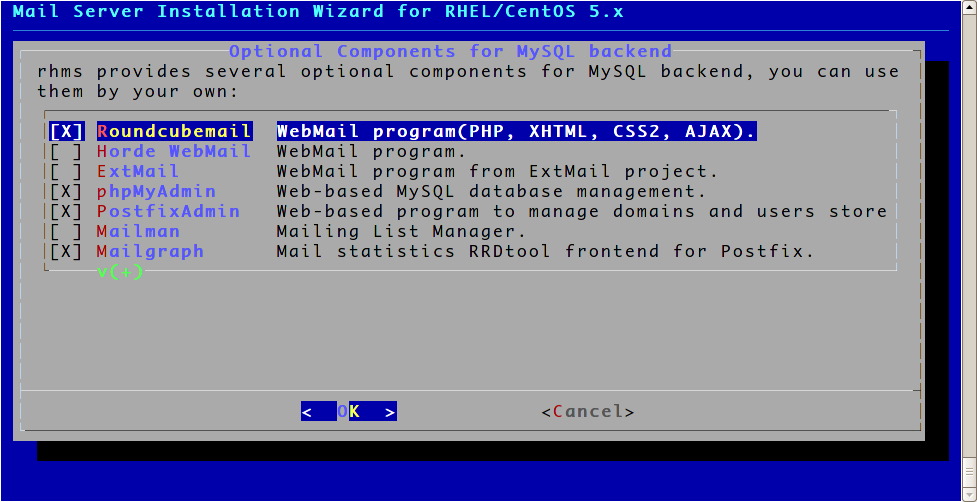 Mail Server Installation Wizard for RHEL/CentOS 5.x
Optional Components for MySQL backend
rhms provides several optional components for MySQL backend, you can use
them by your own:
[X] Roundcubemail WebMail program(PHP, XHTML, CSS2, AJAX).
[ ] Horde WebMail WebMail program.
[ ] ExtMail WebMail program from ExtMail project.
[X] phpMyAdmin Web-based MySQL database management.
[X] PostfixAdmin Web-based program to manage domains and users store
[ ] Mailman Mailing List Manager.
[X] Mailgraph Mail statistics RRDtool frontend for Postfix.
v(+)
< OK > <Cancel>